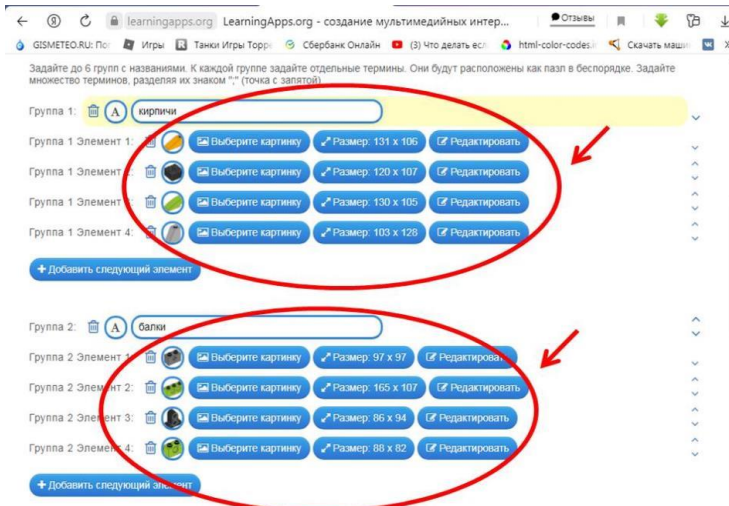 learningapps.org LearningApps.org - создание мультимедийных интер... Отзывы
GISMETEO.RU: По Игры Танки Игры Торр Сбербанк Онлайн (3) Что делать есл html-color-codes.i Скачать маши
Задайте до 6 групп с названиями. К каждой группе задайте отдельные термины. Они будут расположены как пазл в беспорядке. Задайте
множество терминов, разделяя их знаком ";" (точка с запятой)
Группа 1: A кирпичи
Группа 1 Элемент 1: Выберите картинку Размер: 131 x 106 Редактировать
Группа 1 Элемент 2: Выберите картинку Размер: 120 x 107 Редактировать
Группа 1 Элемент Выберите картинку Размер: 130 x 105 Редактировать
Группа 1 Элемент 4: Выберите картинку Размер: 103 x 128 Редактировать
+ Добавить следующий элемент
Группа 2: A балки
Группа 2 Элемент 1: Выберите картинку Размер: 97 x 97 Редактировать
Группа 2 Элемент 2: Выберите картинку Размер: 165 x 107 Редактировать
Группа 2 Элемент 3: Выберите картинку Размер: 86 x 94 Редактировать
Группа 2 Элемент 4: Выберите картинку Размер: 88 x 82 Редактировать
+ Добавить следующий элемент